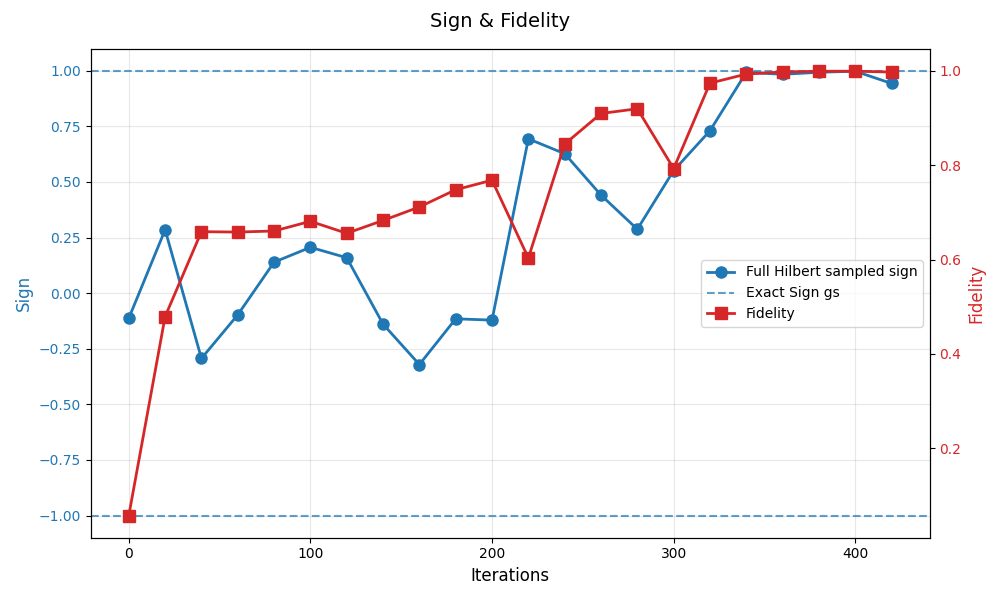 Sign & Fidelity
1.00
0.75
0.50
0.25
0.00
−0.25
−0.50
−0.75
−1.00
Sign
1.0
0.8
0.6
0.4
0.2
Fidelity
Full Hilbert sampled sign
Exact Sign gs
Fidelity
0 100 200 300 400
Iterations